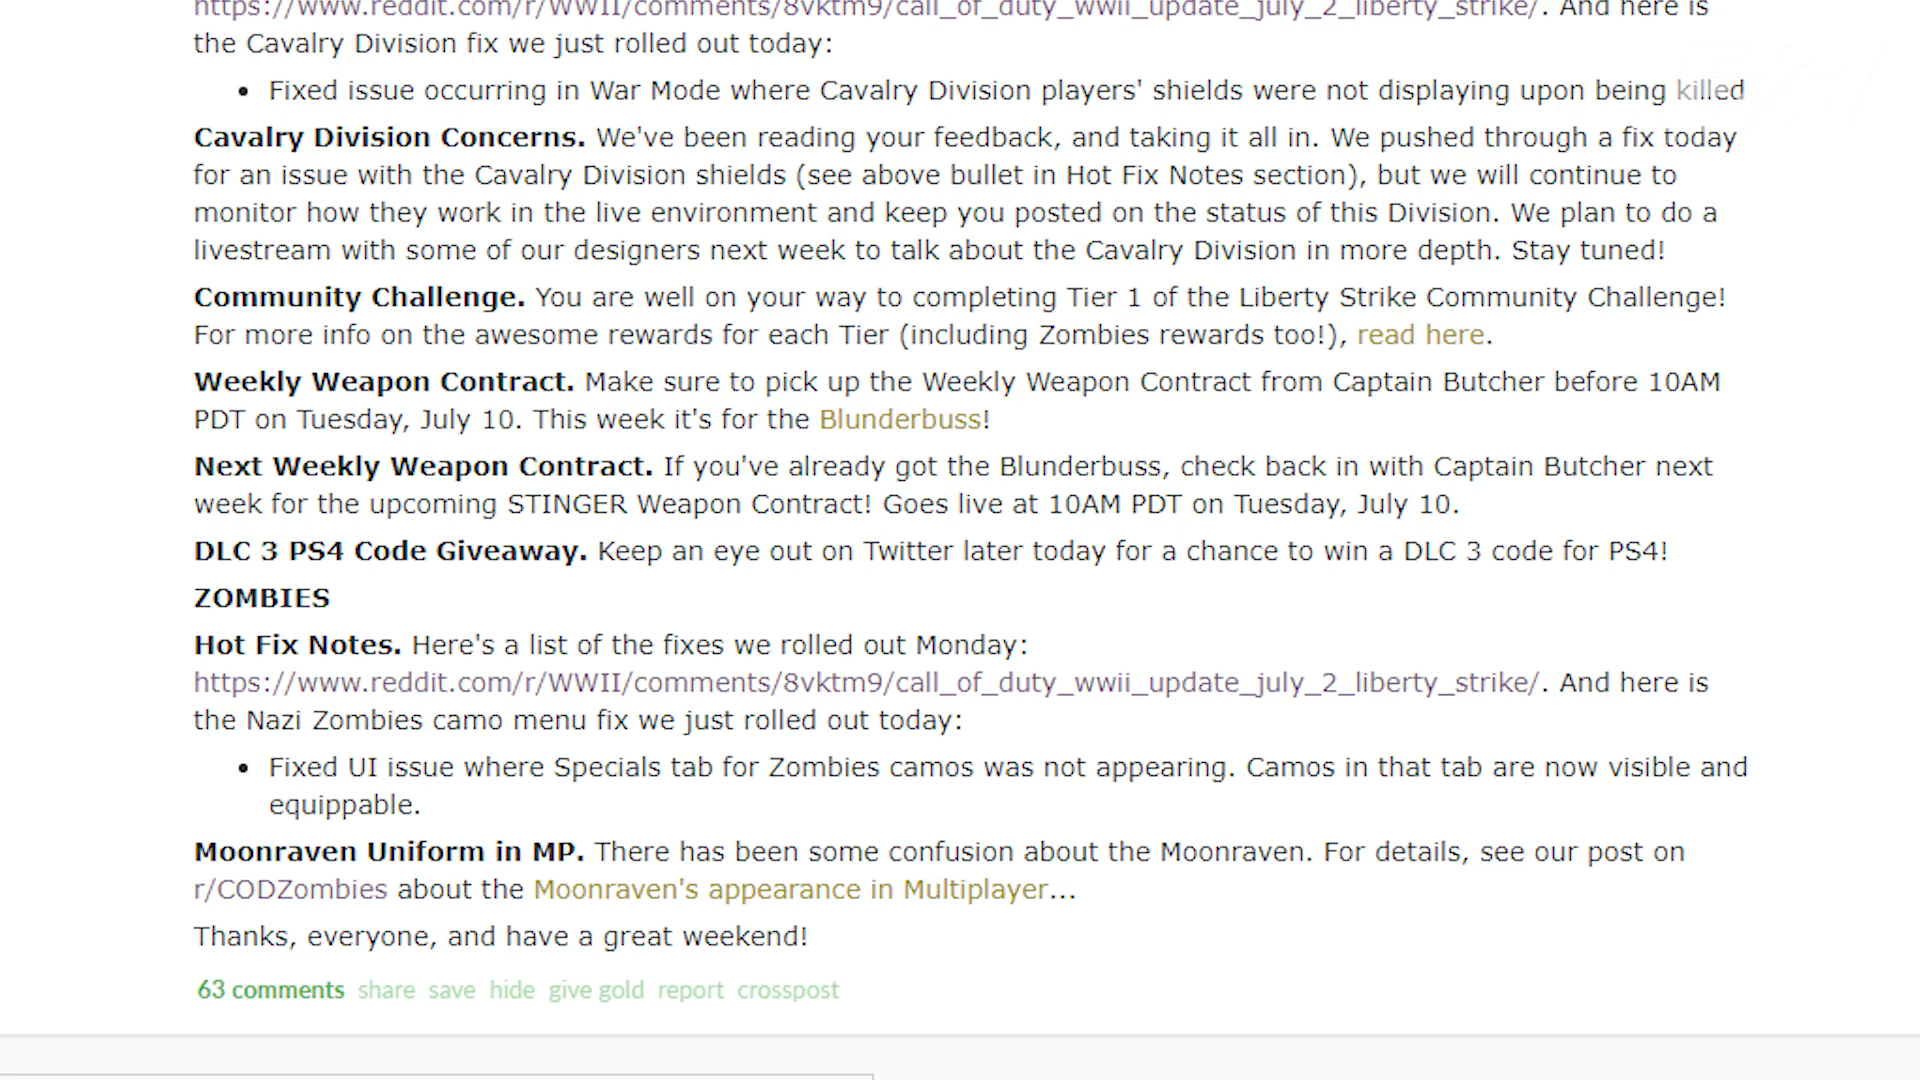 https://www.reddit.com/r/WWII/comments/8vktm9/call_of_duty_wwii_update_july_2_liberty_strike/. And here is
the Cavalry Division fix we just rolled out today:
• Fixed issue occurring in War Mode where Cavalry Division players' shields were not displaying upon being killed
Cavalry Division Concerns. We've been reading your feedback, and taking it all in. We pushed through a fix today
for an issue with the Cavalry Division shields (see above bullet in Hot Fix Notes section), but we will continue to
monitor how they work in the live environment and keep you posted on the status of this Division. We plan to do a
livestream with some of our designers next week to talk about the Cavalry Division in more depth. Stay tuned!
Community Challenge. You are well on your way to completing Tier 1 of the Liberty Strike Community Challenge!
For more info on the awesome rewards for each Tier (including Zombies rewards too!), read here.
Weekly Weapon Contract. Make sure to pick up the Weekly Weapon Contract from Captain Butcher before 10AM
PDT on Tuesday, July 10. This week it's for the Blunderbuss!
Next Weekly Weapon Contract. If you've already got the Blunderbuss, check back in with Captain Butcher next
week for the upcoming STINGER Weapon Contract! Goes live at 10AM PDT on Tuesday, July 10.
DLC 3 PS4 Code Giveaway. Keep an eye out on Twitter later today for a chance to win a DLC 3 code for PS4!
ZOMBIES
Hot Fix Notes. Here's a list of the fixes we rolled out Monday:
https://www.reddit.com/r/WWII/comments/8vktm9/call_of_duty_wwii_update_july_2_liberty_strike/. And here is
the Nazi Zombies camo menu fix we just rolled out today:
• Fixed UI issue where Specials tab for Zombies camos was not appearing. Camos in that tab are now visible and
equippable.
Moonraven Uniform in MP. There has been some confusion about the Moonraven. For details, see our post on
r/CODZombies about the Moonraven's appearance in Multiplayer...
Thanks, everyone, and have a great weekend!
63 comments share save hide give gold report crosspost